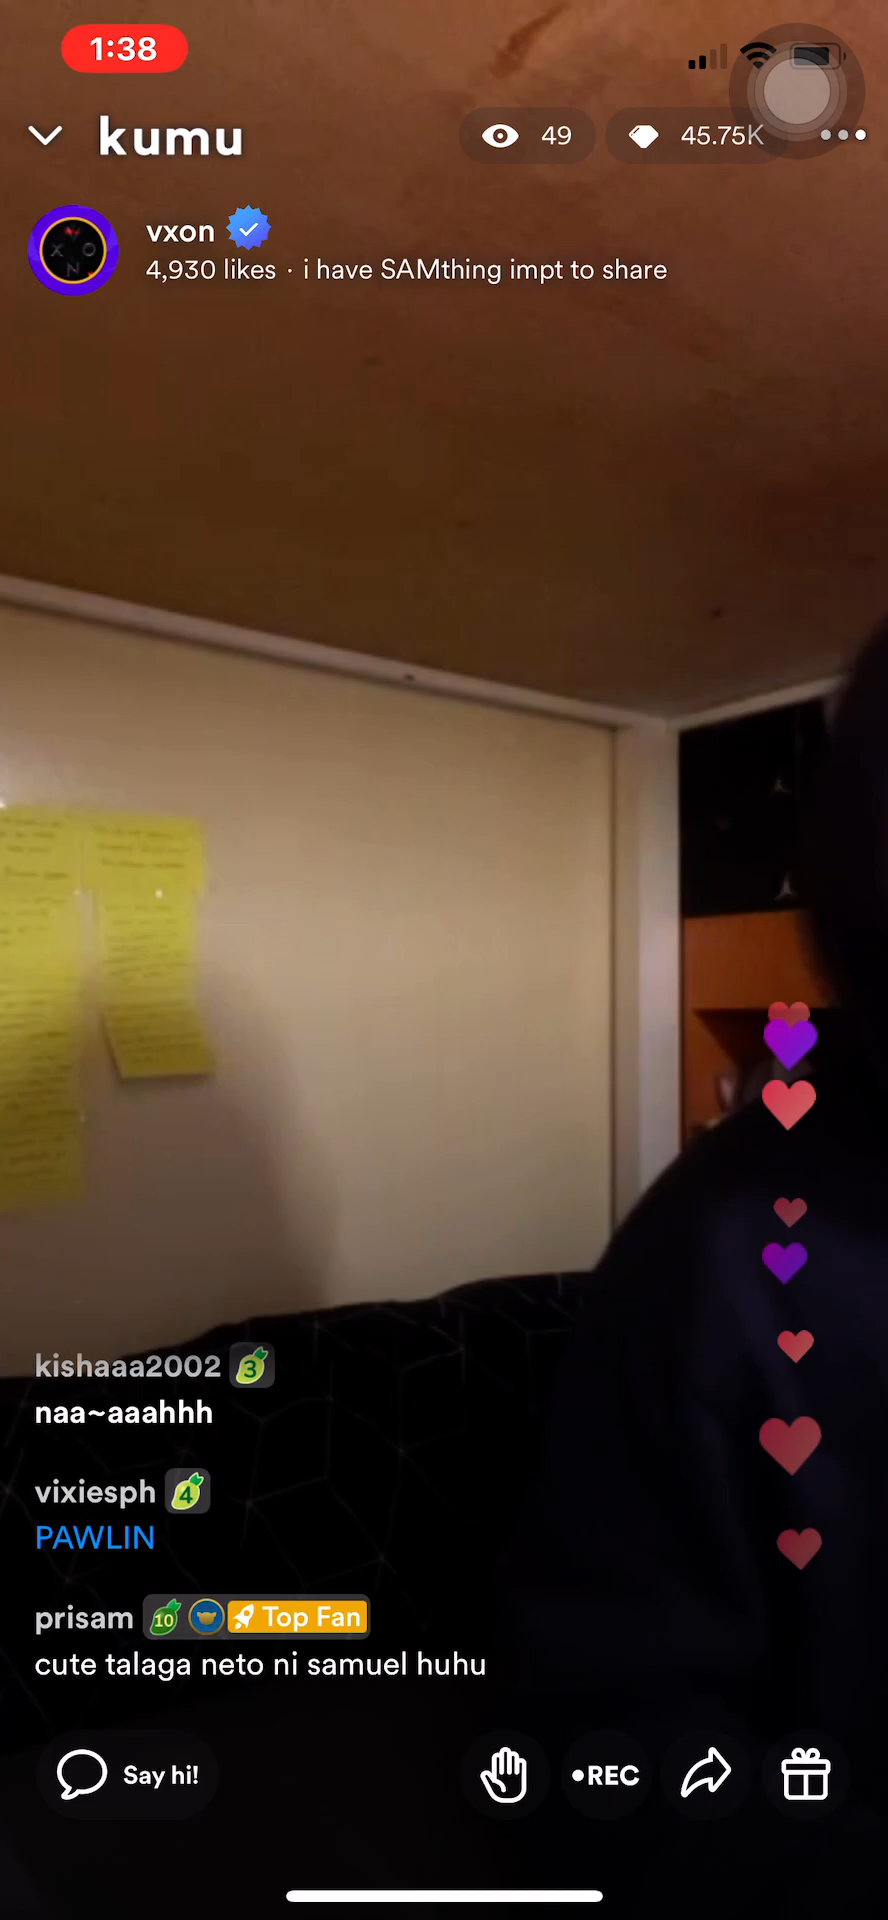 1:38
kumu
49
45.75K
vxon
4,930 likes · i have SAMthing impt to share
kishaaa2002 3
naa~aaahhh
vixiesph 4
PAWLIN
prisam 10 Top Fan
cute talaga neto ni samuel huhu
Say hi!
•REC